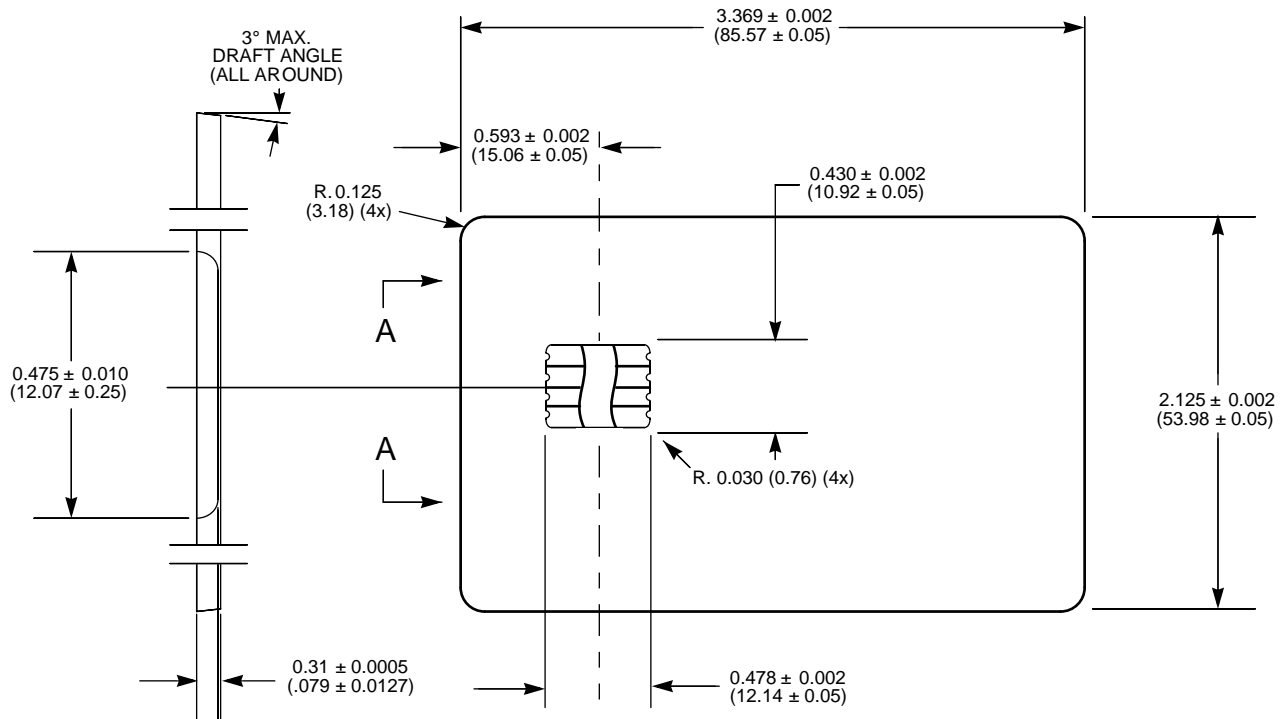 3.369 ± 0.002
(85.57 ± 0.05)
3° MAX.
DRAFT ANGLE
(ALL AROUND)
0.593 ± 0.002
(15.06 ± 0.05)
0.430 ± 0.002
(10.92 ± 0.05)
R. 0.125
(3.18) (4x)
A
0.475 ± 0.010
(12.07 ± 0.25)
2.125 ± 0.002
(53.98 ± 0.05)
A
R. 0.030 (0.76) (4x)
0.31 ± 0.0005
(.079 ± 0.0127)
0.478 ± 0.002
(12.14 ± 0.05)